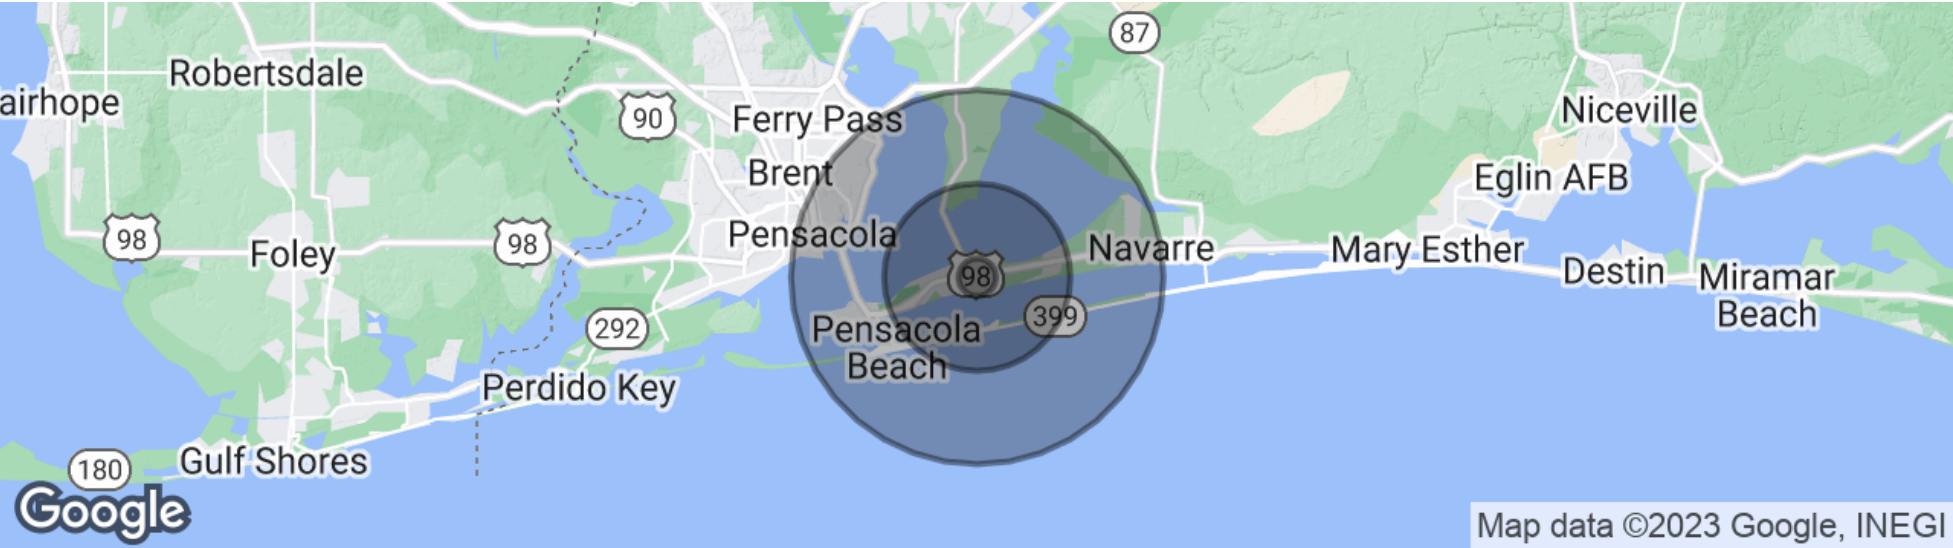 87
Robertsdale
airhope
90
Ferry Pass
Niceville
Brent
Eglin AFB
98
Foley
98
Pensacola
98
Navarre
Mary Esther
Destin
Miramar
Beach
292
Pensacola
Beach
399
Perdido Key
180
Gulf Shores
Google
Map data ©2023 Google, INEGI